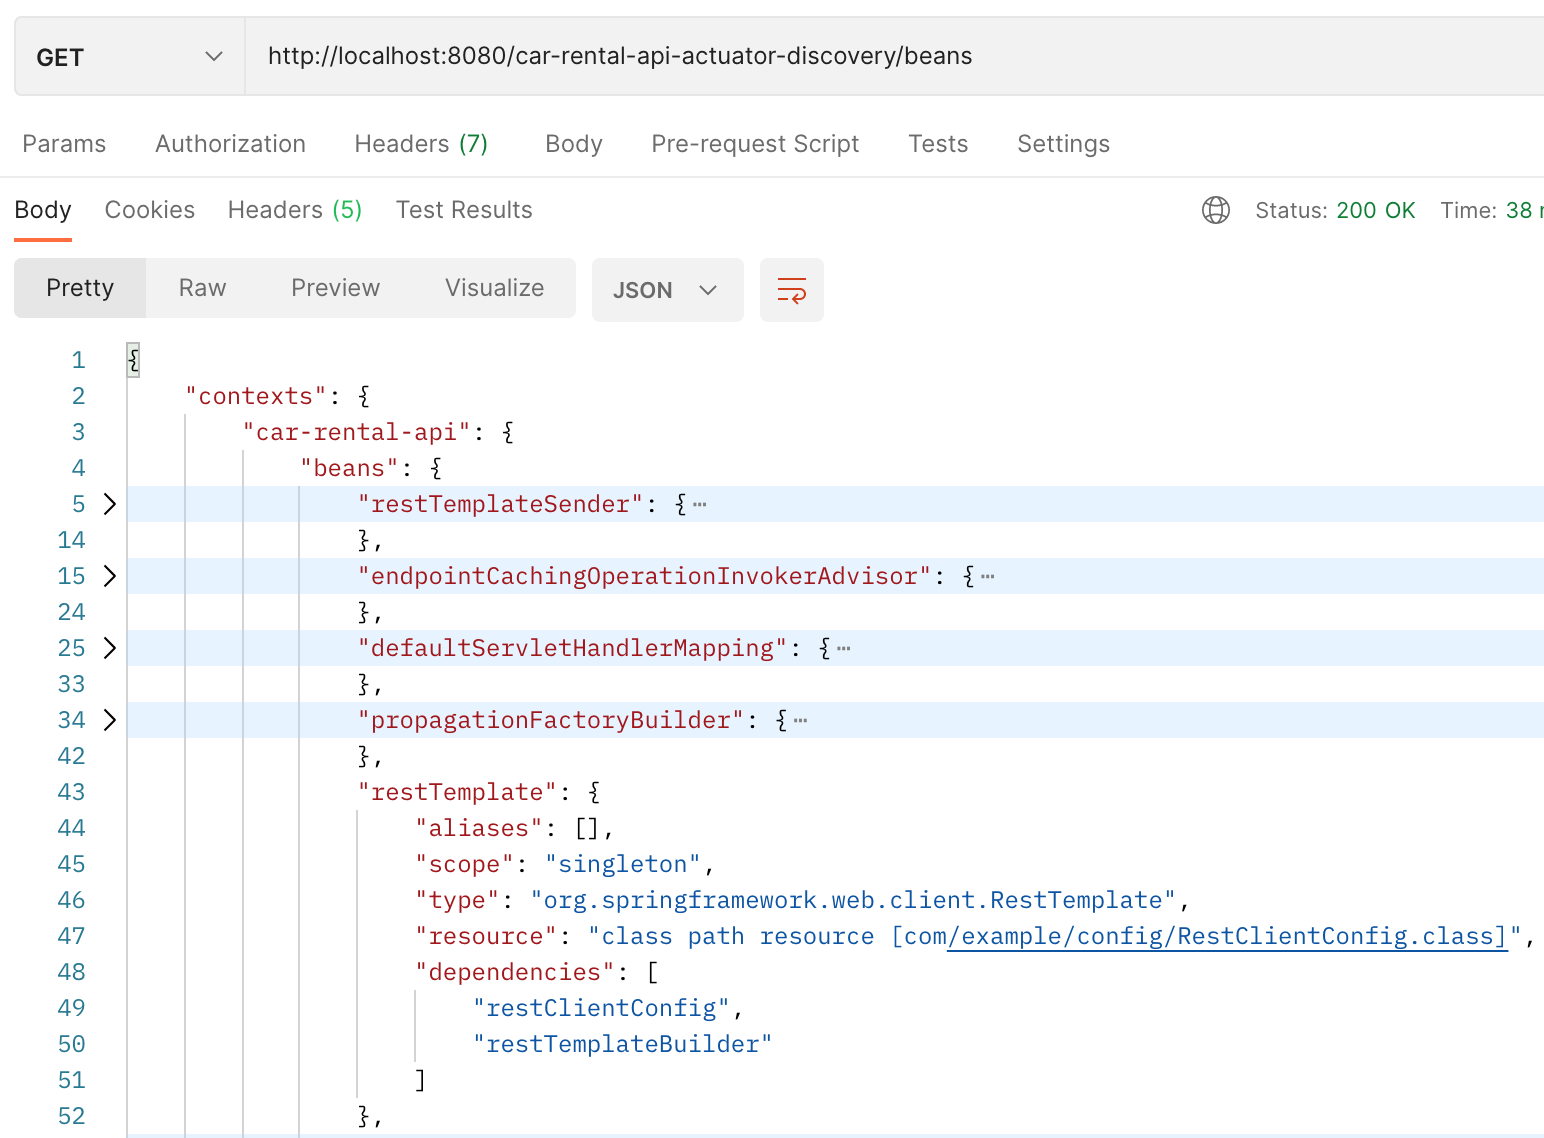 GET http://localhost:8080/car-rental-api-actuator-discovery/beans
Params Authorization Headers (7) Body Pre-request Script Tests Settings
Body Cookies Headers (5) Test Results Status: 200 OK Time: 38
Pretty Raw Preview Visualize JSON
1 {
2 "contexts": {
3 "car-rental-api": {
4 "beans": {
5 "restTemplateSender": {⋯
14 },
15 "endpointCachingOperationInvokerAdvisor": {⋯
24 },
25 "defaultServletHandlerMapping": {⋯
33 },
34 "propagationFactoryBuilder": {⋯
42 },
43 "restTemplate": {
44 "aliases": [],
45 "scope": "singleton",
46 "type": "org.springframework.web.client.RestTemplate",
47 "resource": "class path resource [com/example/config/RestClientConfig.class]",
48 "dependencies": [
49 "restClientConfig",
50 "restTemplateBuilder"
51 ]
52 },